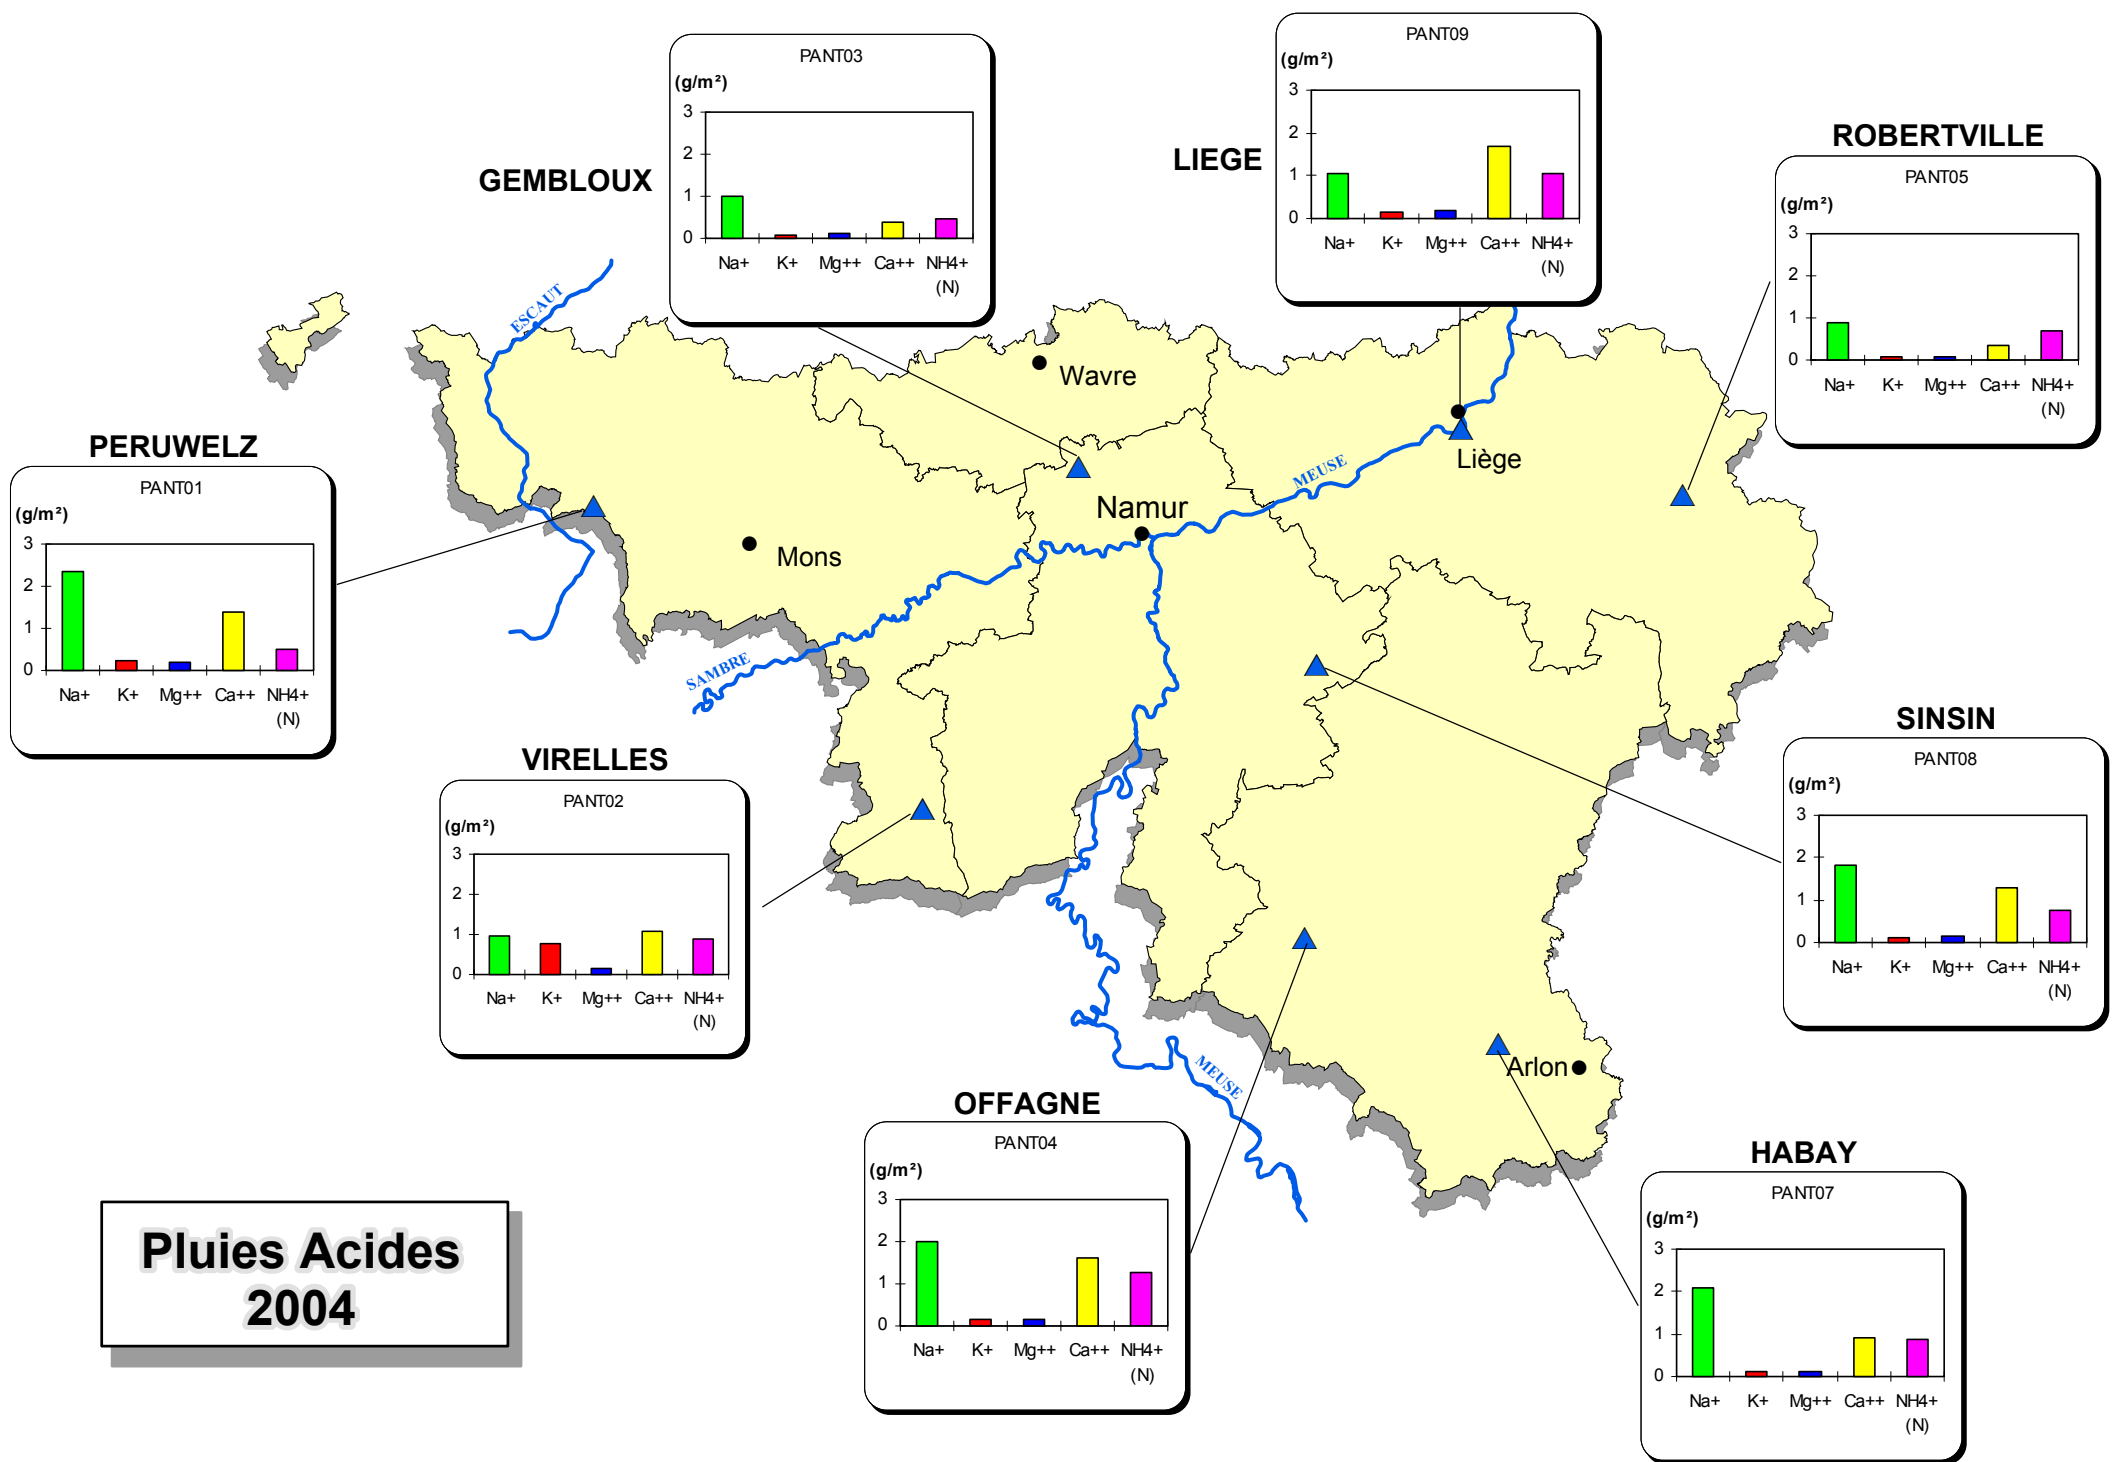 PANT03
(g/m²)
3
2
1
0
Na+ K+ Mg++ Ca++ NH4+
(N)
GEMBLOUX
PANT09
(g/m²)
3
2
1
0
Na+ K+ Mg++ Ca++ NH4+
(N)
LIEGE
ROBERTVILLE
PANT05
(g/m²)
3
2
1
0
Na+ K+ Mg++ Ca++ NH4+
(N)
ESCAUT
Wavre
Liège
MEUSE
Namur
Mons
SAMBRE
PERUWELZ
PANT01
(g/m²)
3
2
1
0
Na+ K+ Mg++ Ca++ NH4+
(N)
VIRELLES
PANT02
(g/m²)
3
2
1
0
Na+ K+ Mg++ Ca++ NH4+
(N)
SINSIN
PANT08
(g/m²)
3
2
1
0
Na+ K+ Mg++ Ca++ NH4+
(N)
MEUSE
Arlon
OFFAGNE
PANT04
(g/m²)
3
2
1
0
Na+ K+ Mg++ Ca++ NH4+
(N)
HABAY
PANT07
(g/m²)
3
2
1
0
Na+ K+ Mg++ Ca++ NH4+
(N)
Pluies Acides
2004